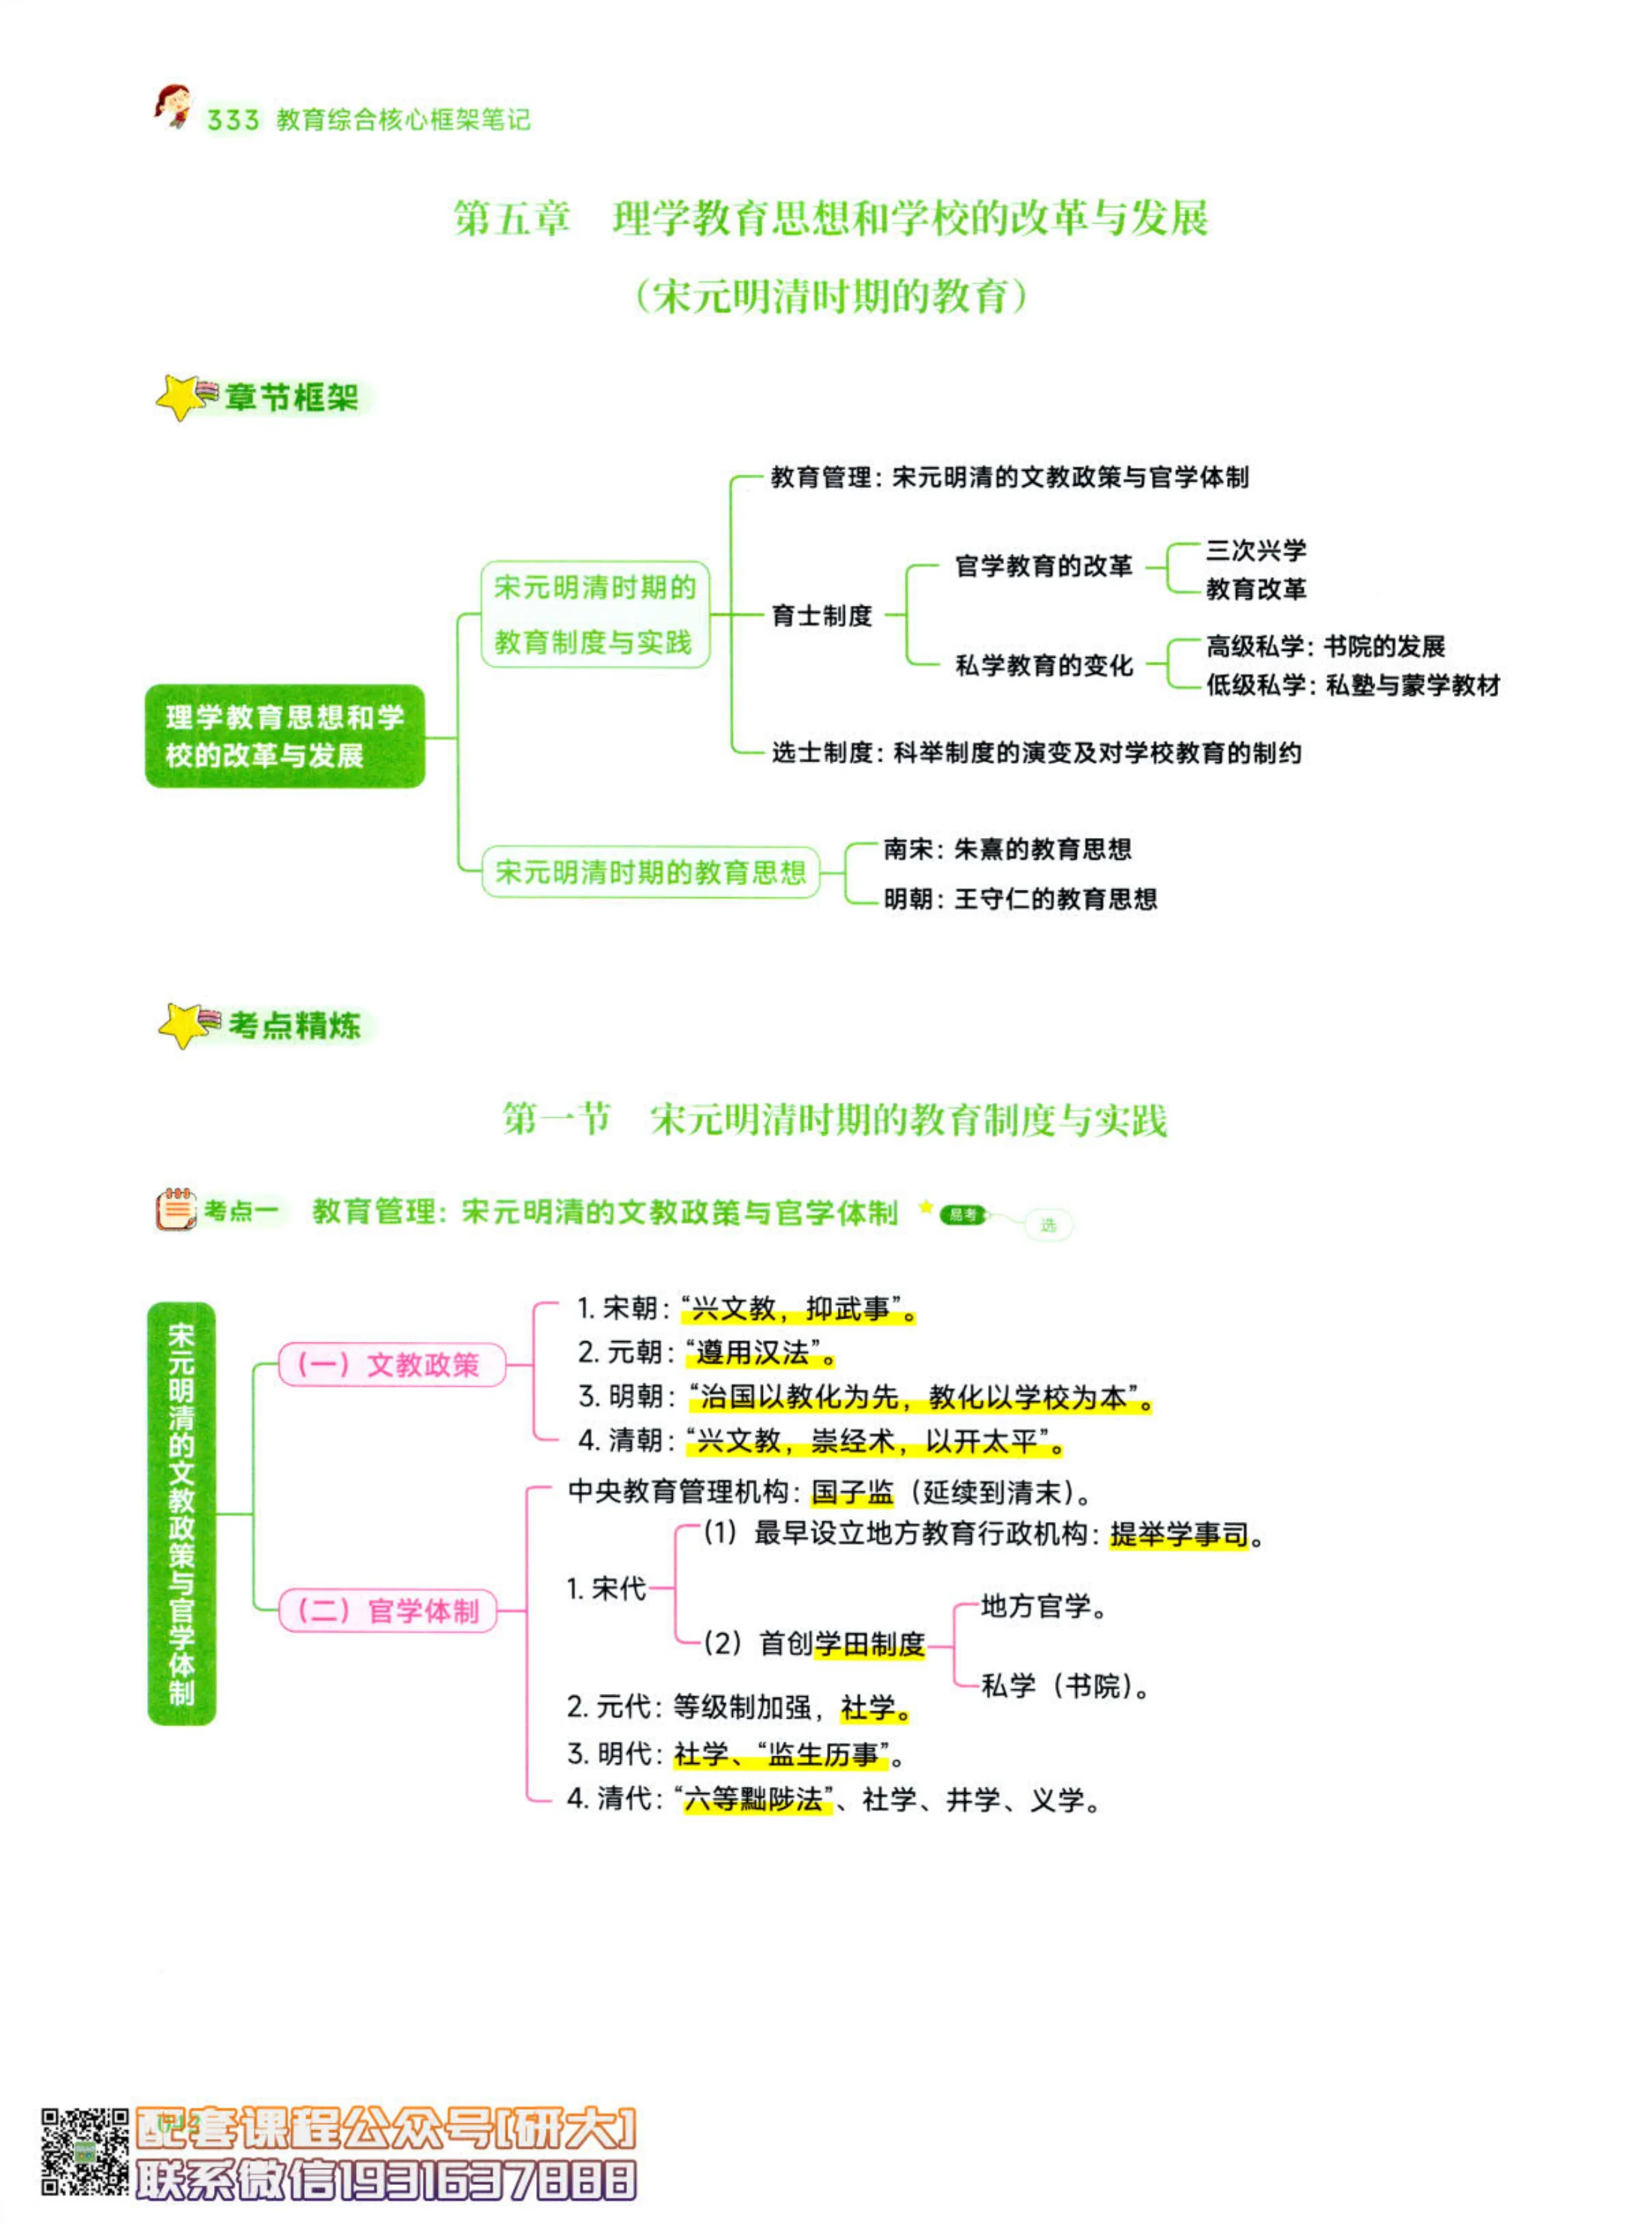 333 教育综合核心框架笔记
第五章 理学教育思想和学校的改革与发展
（宋元明清时期的教育）
章节框架
理学教育思想和学
校的改革与发展
宋元明清时期的
教育制度与实践
教育管理：宋元明清的文教政策与官学体制
育士制度
官学教育的改革
三次兴学
教育改革
私学教育的变化
高级私学：书院的发展
低级私学：私塾与蒙学教材
选士制度：科举制度的演变及对学校教育的制约
宋元明清时期的教育思想
南宋：朱熹的教育思想
明朝：王守仁的教育思想
考点精炼
第一节 宋元明清时期的教育制度与实践
考点一 教育管理：宋元明清的文教政策与官学体制 易考 选
宋元明清的文教政策与官学体制
（一）文教政策
1. 宋朝：“兴文教，抑武事”。
2. 元朝：“遵用汉法”。
3. 明朝：“治国以教化为先，教化以学校为本”。
4. 清朝：“兴文教，崇经术，以开太平”。
（二）官学体制
中央教育管理机构：国子监（延续到清末）。
1. 宋代
（1）最早设立地方教育行政机构：提举学事司。
（2）首创学田制度
地方官学。
私学（书院）。
2. 元代：等级制加强，社学。
3. 明代：社学、“监生历事”。
4. 清代：“六等黜陟法”、社学、井学、义学。
配套课程公众号[研大]
联系微信1931637888